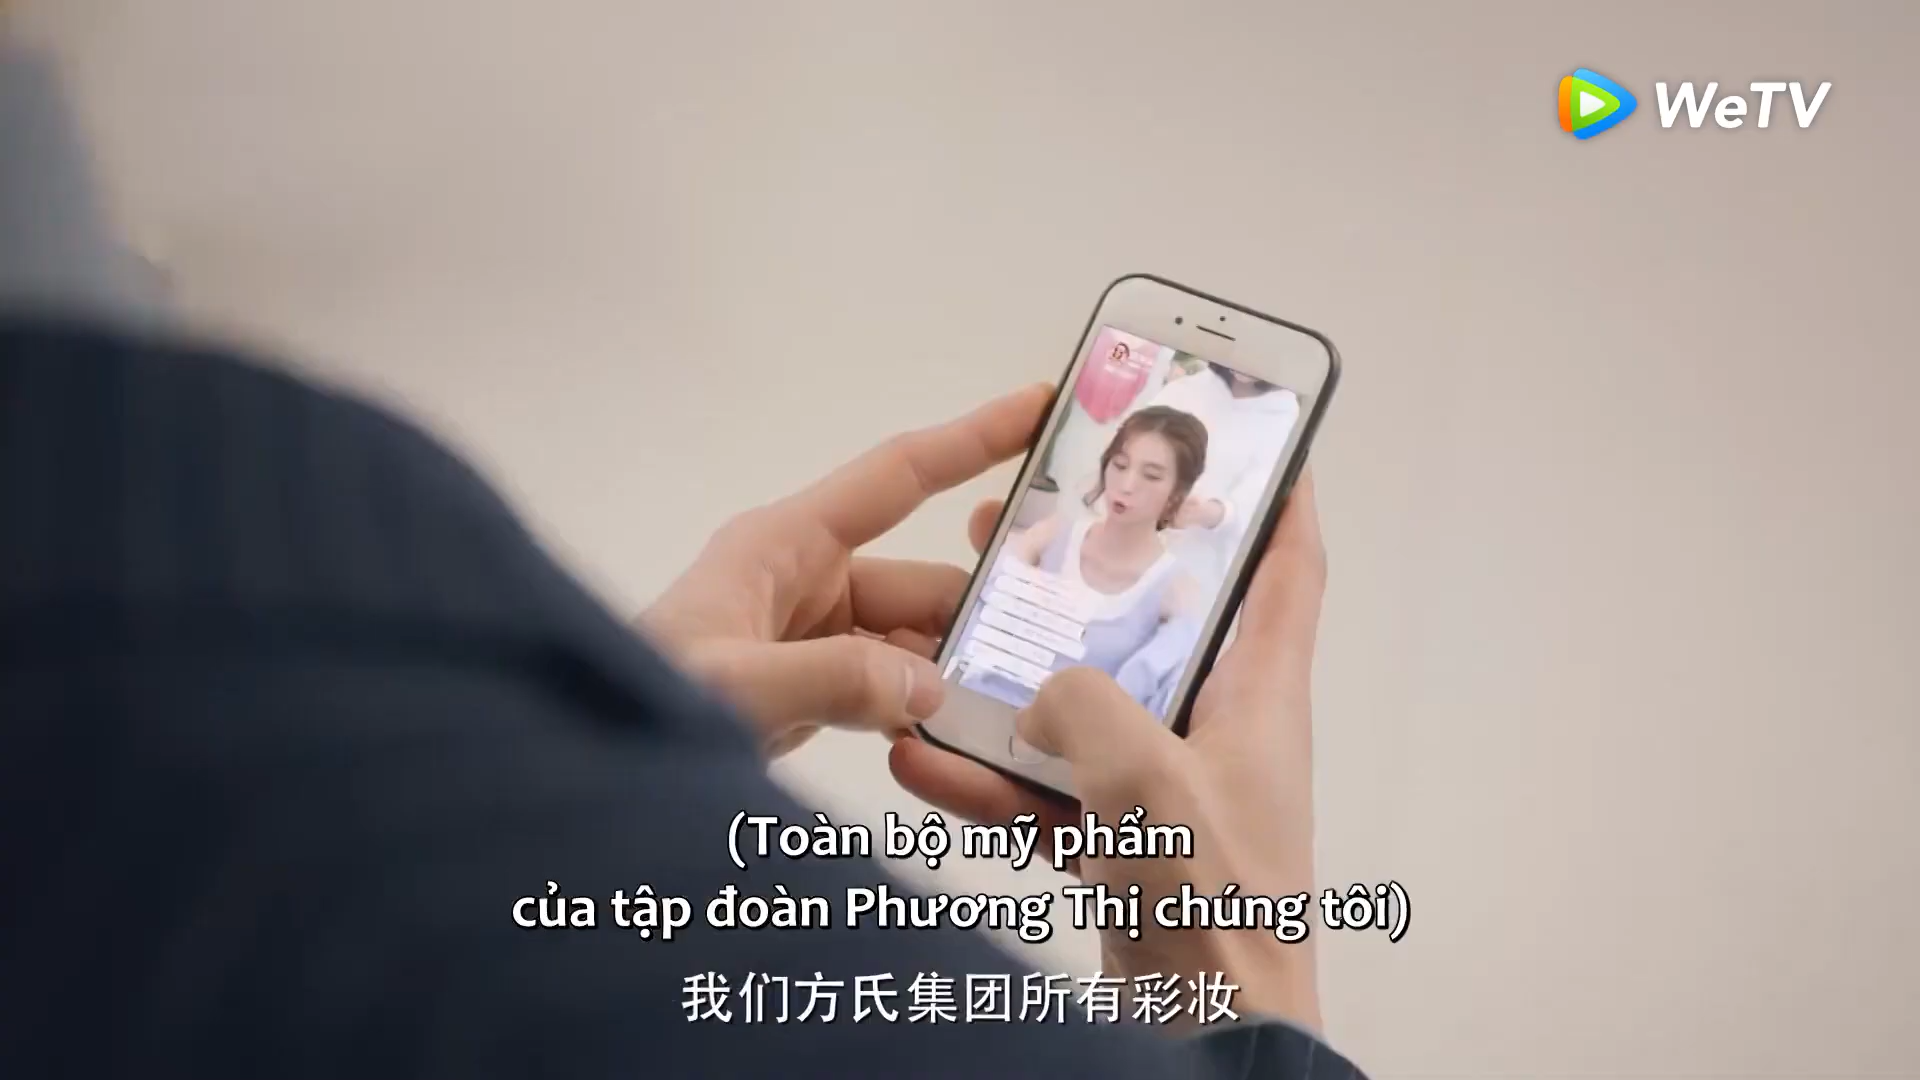 WeTV
(Toàn bộ mỹ phẩm
của tập đoàn Phương Thị chúng tôi)
我们方氏集团所有彩妆